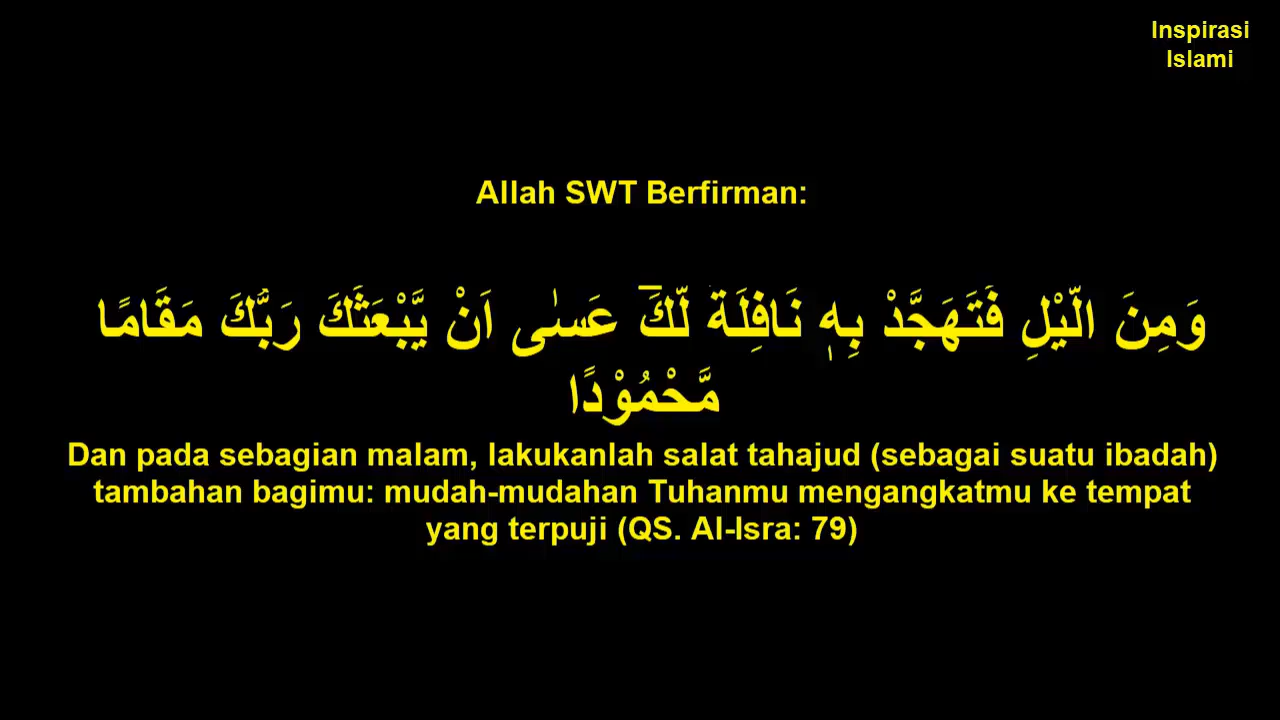 Inspirasi
Islami
Allah SWT Berfirman:
وَمِنَ الَّيْلِ فَتَهَجَّدْ بِهٖ نَافِلَةً لَّكَۖ عَسٰٓى اَنْ يَّبْعَثَكَ رَبُّكَ مَقَامًا
مَّحْمُوْدًا
Dan pada sebagian malam, lakukanlah salat tahajud (sebagai suatu ibadah)
tambahan bagimu: mudah-mudahan Tuhanmu mengangkatmu ke tempat
yang terpuji (QS. Al-Isra: 79)